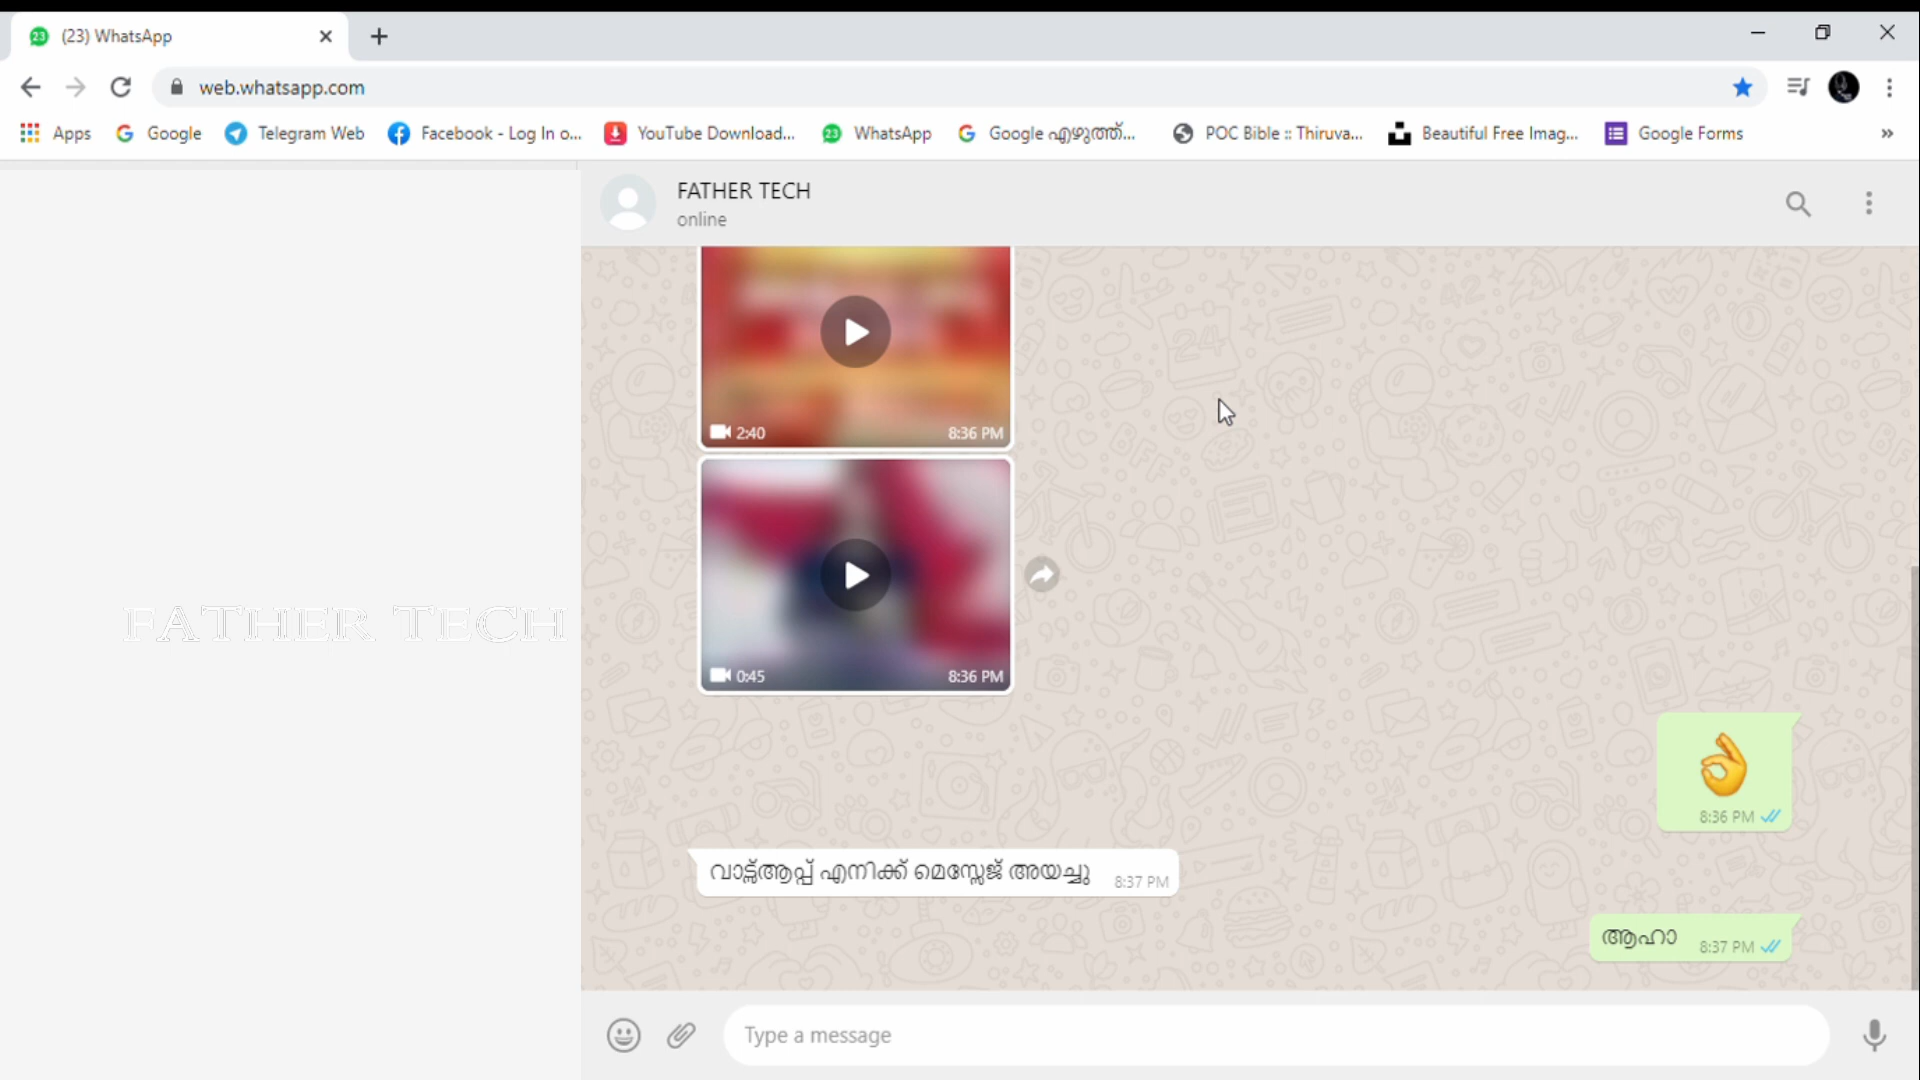 (23) WhatsApp
web.whatsapp.com
Apps Google Telegram Web Facebook - Log In o... YouTube Download... 23 WhatsApp Google എഴുത്ത്... POC Bible :: Thiruva... Beautiful Free Imag... Google Forms »
FATHER TECH
online
2:40 8:36 PM
0:45 8:36 PM
FATHER TECH
8:36 PM
വാട്സ്ആപ്പ് എനിക്ക് മെസ്സേജ് അയച്ചു 8:37 PM
ആഹാ 8:37 PM
Type a message